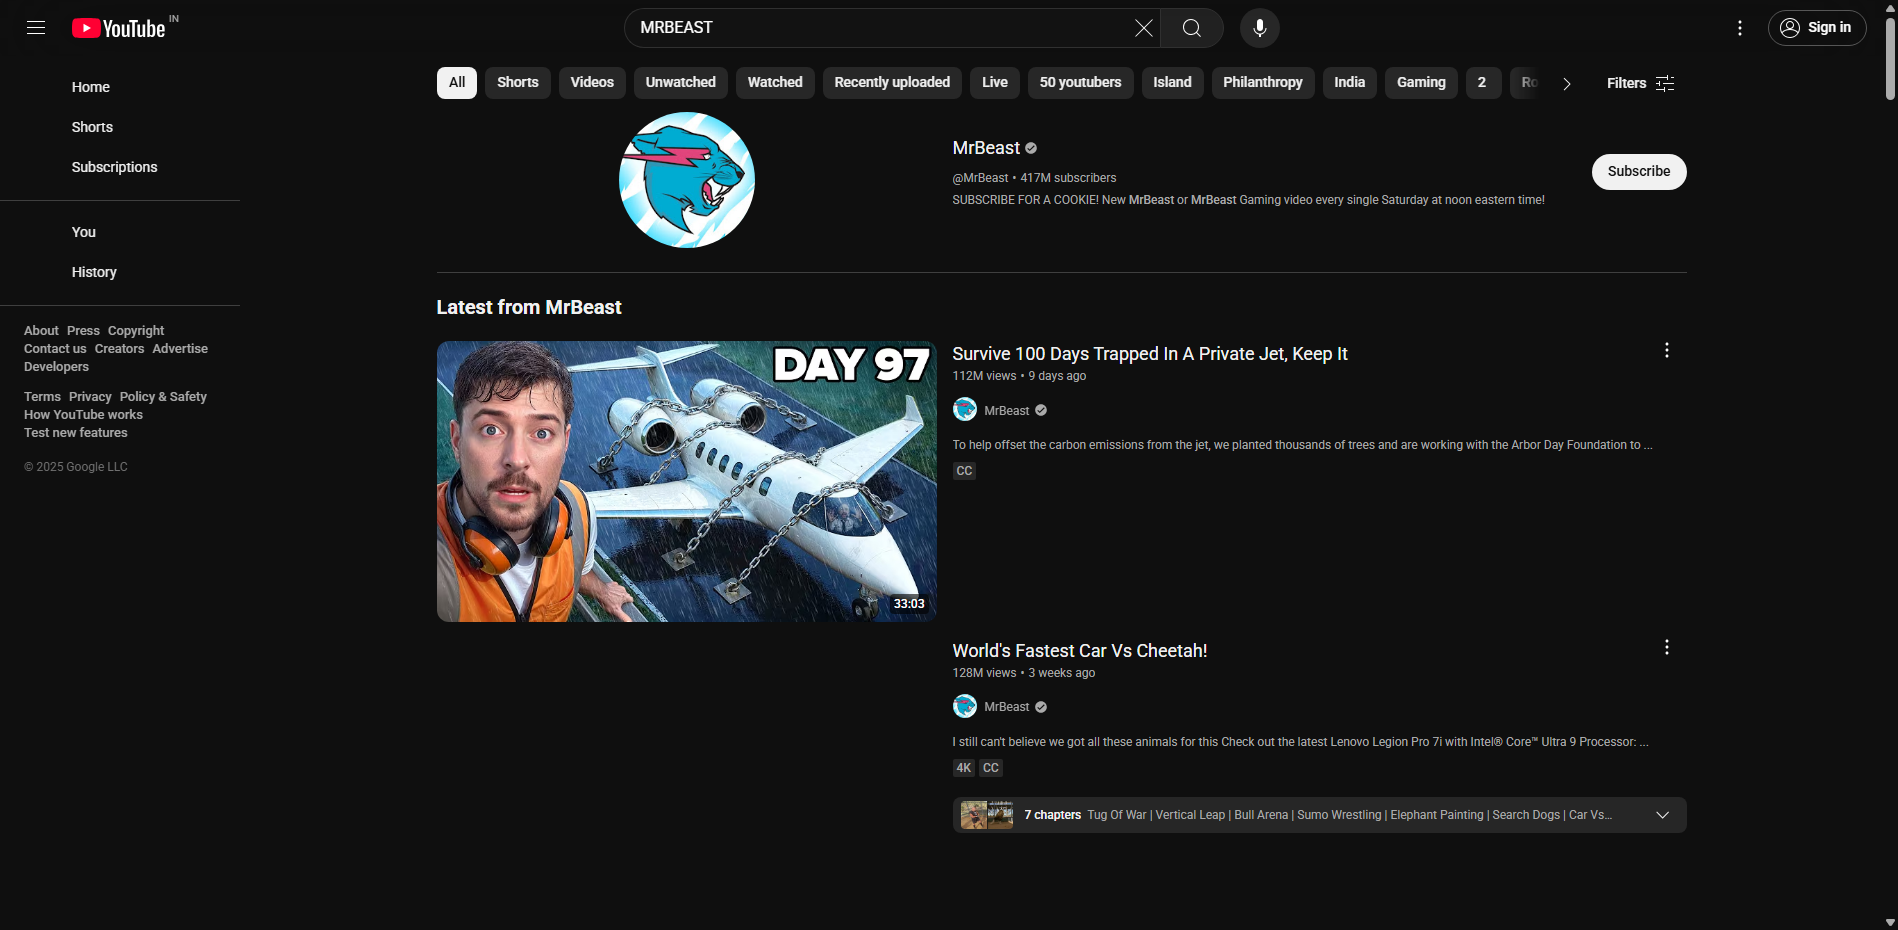 YouTube IN
MRBEAST
Sign in
Home
Shorts
Subscriptions
You
History
About Press Copyright
Contact us Creators Advertise
Developers
Terms Privacy Policy & Safety
How YouTube works
Test new features
© 2025 Google LLC
All Shorts Videos Unwatched Watched Recently uploaded Live 50 youtubers Island Philanthropy India Gaming 2 Ro
Filters
MrBeast
@MrBeast • 417M subscribers
SUBSCRIBE FOR A COOKIE! New MrBeast or MrBeast Gaming video every single Saturday at noon eastern time!
Subscribe
Latest from MrBeast
DAY 97
33:03
Survive 100 Days Trapped In A Private Jet, Keep It
112M views • 9 days ago
MrBeast
To help offset the carbon emissions from the jet, we planted thousands of trees and are working with the Arbor Day Foundation to ...
CC
World's Fastest Car Vs Cheetah!
128M views • 3 weeks ago
MrBeast
I still can't believe we got all these animals for this Check out the latest Lenovo Legion Pro 7i with Intel® Core™ Ultra 9 Processor: ...
4K CC
7 chapters Tug Of War | Vertical Leap | Bull Arena | Sumo Wrestling | Elephant Painting | Search Dogs | Car Vs...